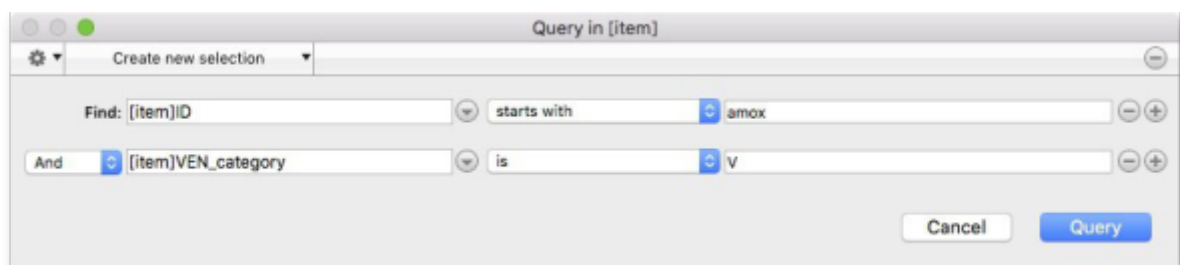 Query in [item]
Create new selection
Find: [item]ID starts with amox
And [item]VEN_category is V
Cancel Query